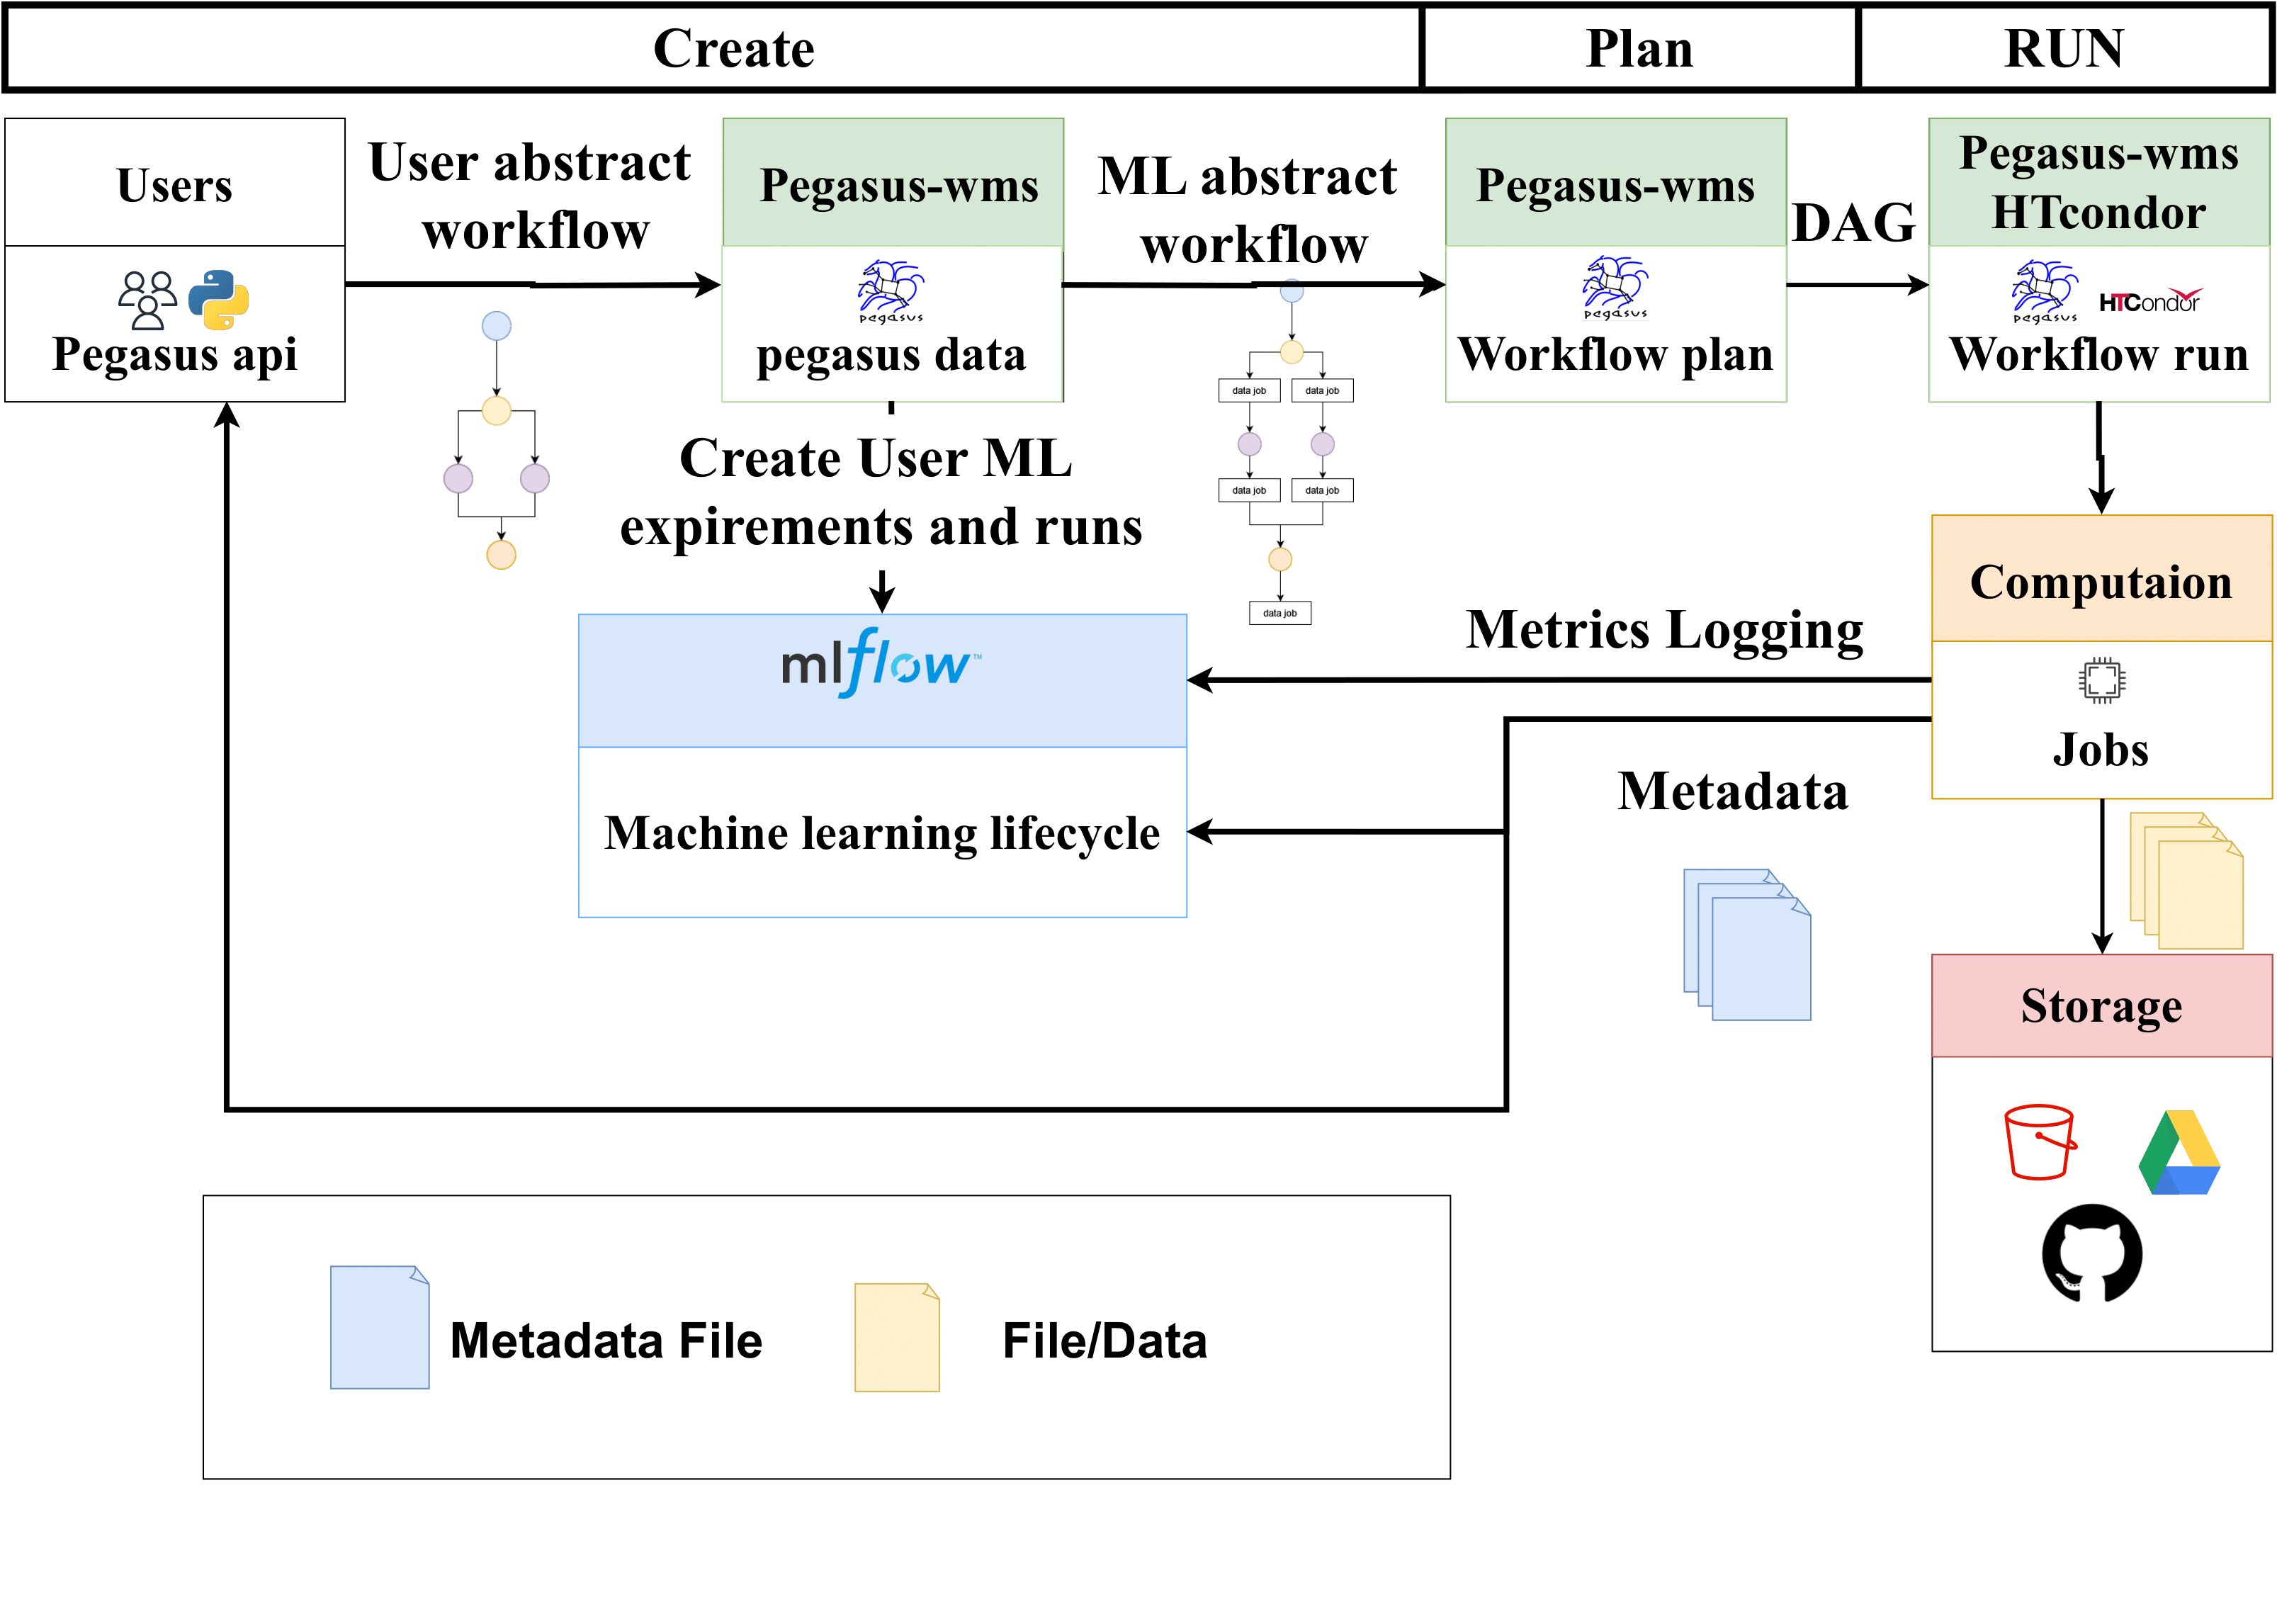 Create
Plan
RUN
Users
Pegasus api
User abstract
workflow
Pegasus-wms
pegasus
pegasus data
ML abstract
workflow
Pegasus-wms
pegasus
Workflow plan
DAG
Pegasus-wms
HTcondor
pegasus
HTCondor
Workflow run
data job
data job
data job
data job
data job
Create User ML
expirements and runs
mlflow™
Machine learning lifecycle
Metrics Logging
Metadata
Computaion
Jobs
Storage
Metadata File
File/Data